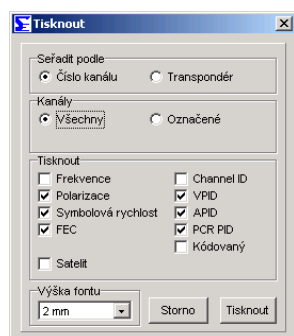 Tisknout
Seřadit podle
Číslo kanálu Transpondér
Kanály
Všechny Označené
Tisknout
Frekvence Channel ID
Polarizace VPID
Symbolová rychlost APID
FEC PCR PID
Kódovaný
Satelit
Výška fontu
2 mm Storno Tisknout